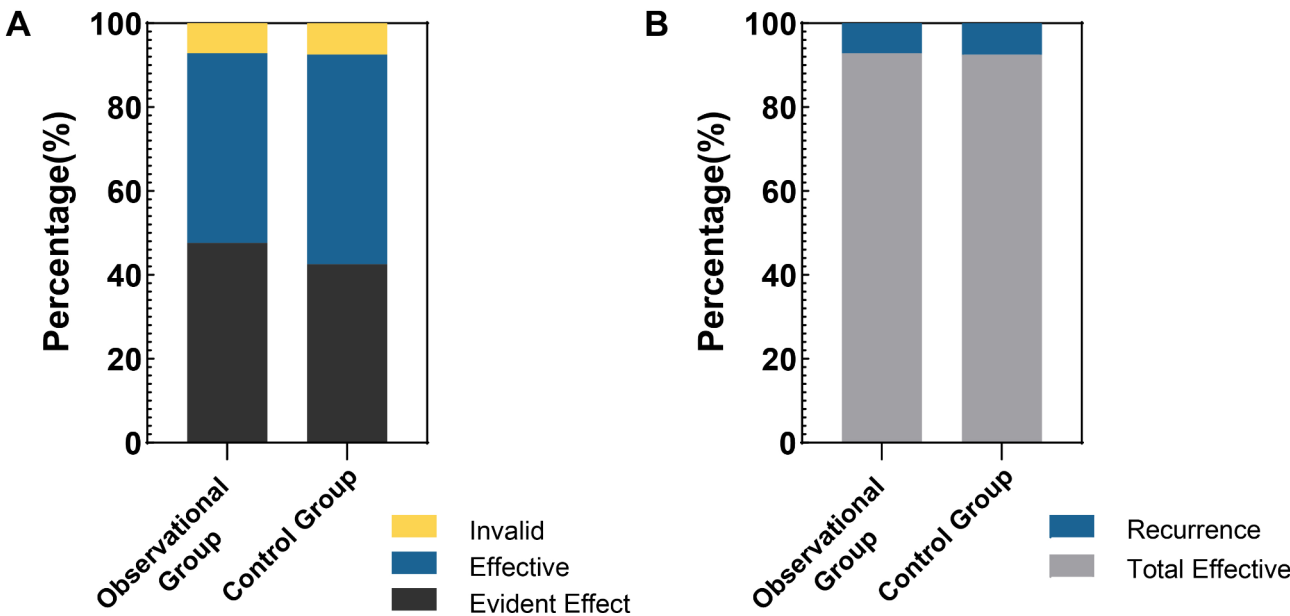 A
Percentage(%)
100
80
60
40
20
0
Observational
Group
Control Group
Invalid
Effective
Evident Effect
B
Percentage(%)
100
80
60
40
20
0
Observational
Group
Control Group
Recurrence
Total Effective